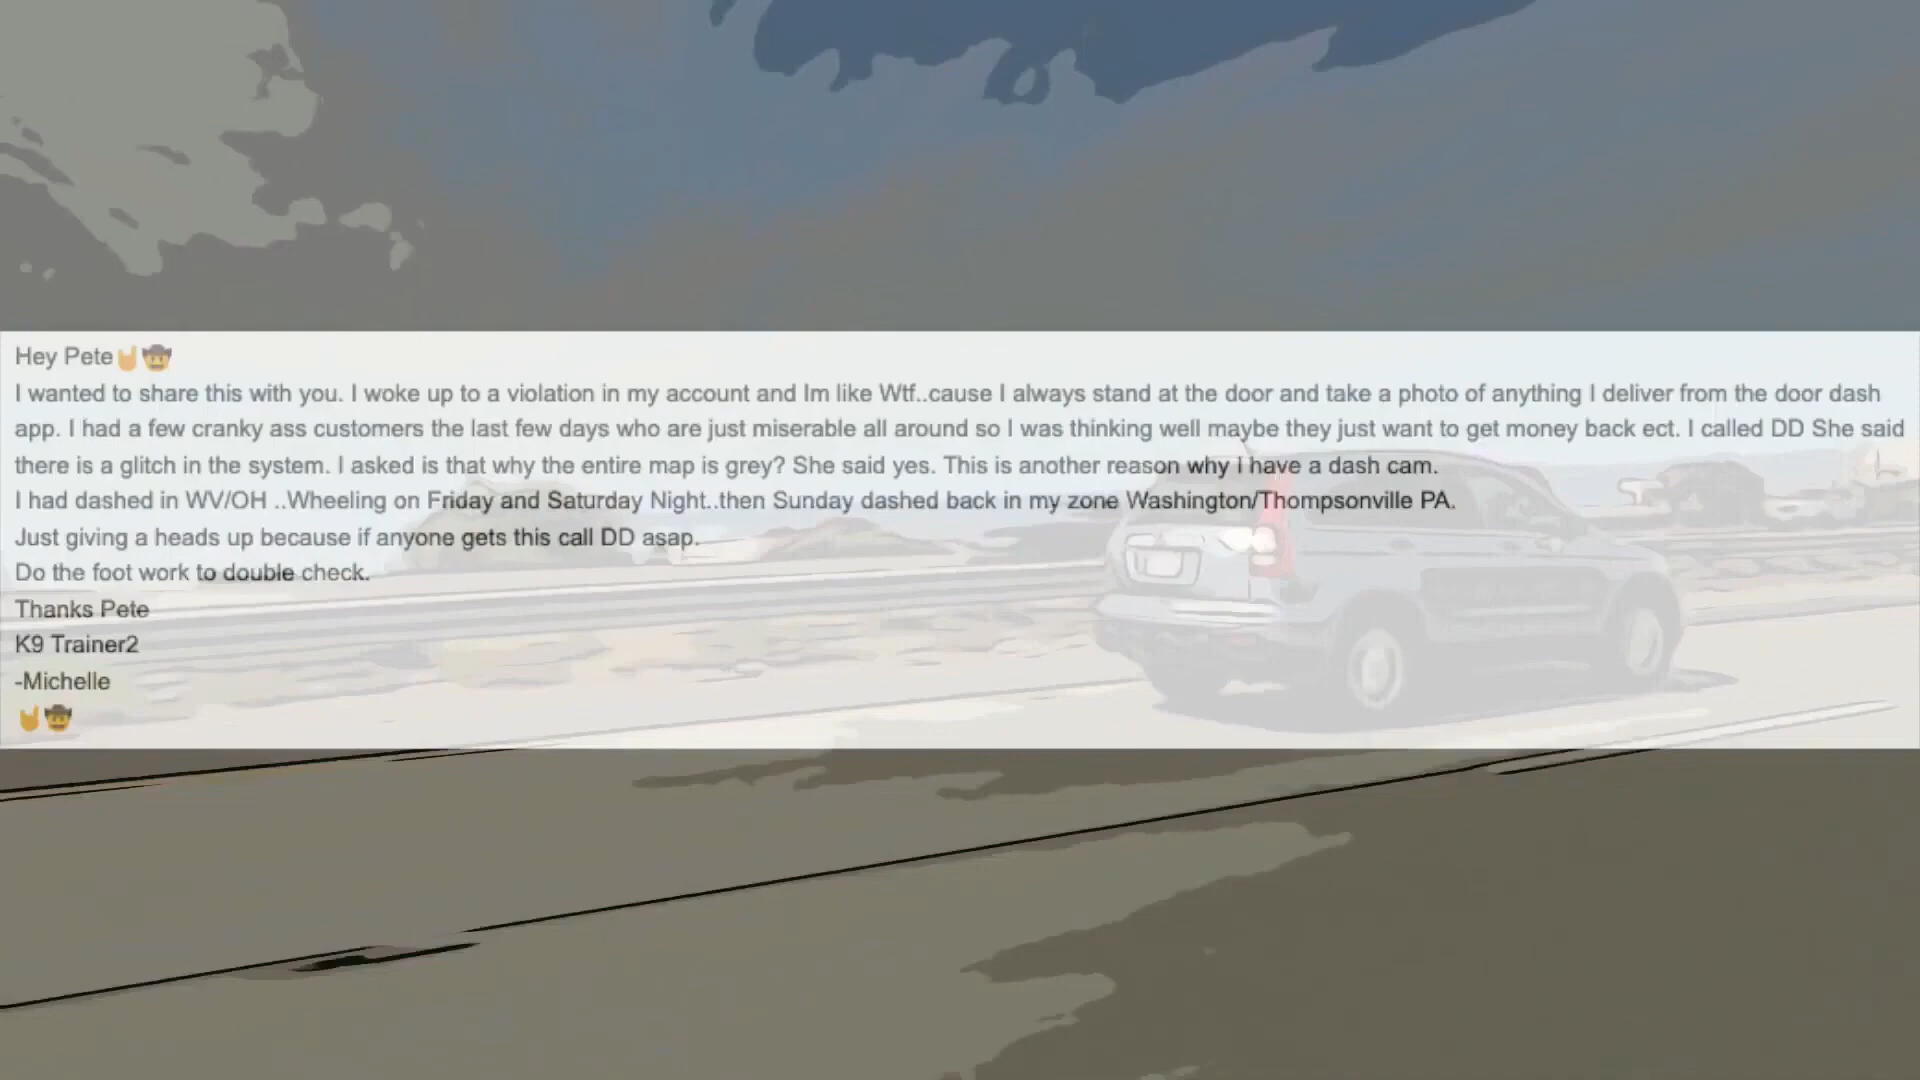 Hey Pete🤘🤠
I wanted to share this with you. I woke up to a violation in my account and Im like Wtf..cause I always stand at the door and take a photo of anything I deliver from the door dash
app. I had a few cranky ass customers the last few days who are just miserable all around so I was thinking well maybe they just want to get money back ect. I called DD She said
there is a glitch in the system. I asked is that why the entire map is grey? She said yes. This is another reason why I have a dash cam.
I had dashed in WV/OH ..Wheeling on Friday and Saturday Night..then Sunday dashed back in my zone Washington/Thompsonville PA.
Just giving a heads up because if anyone gets this call DD asap.
Do the foot work to double check.
Thanks Pete
K9 Trainer2
-Michelle
🤘🤠